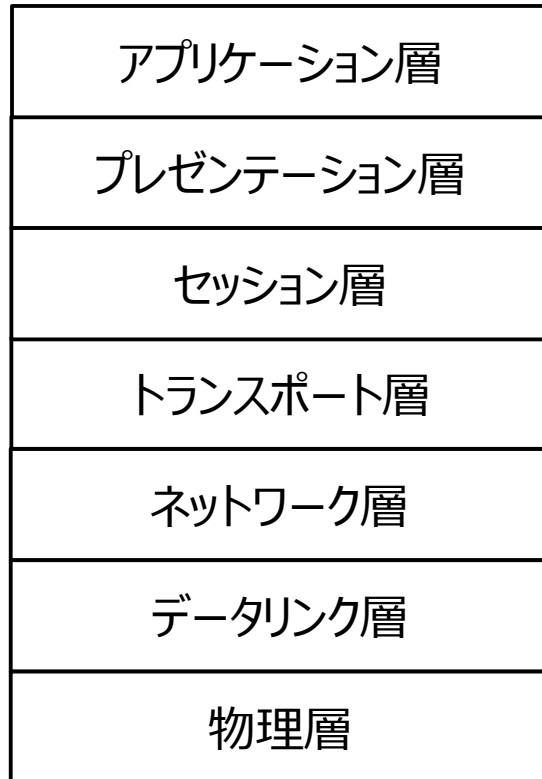 アプリケーション層
プレゼンテーション層
セッション層
トランスポート層
ネットワーク層
データリンク層
物理層